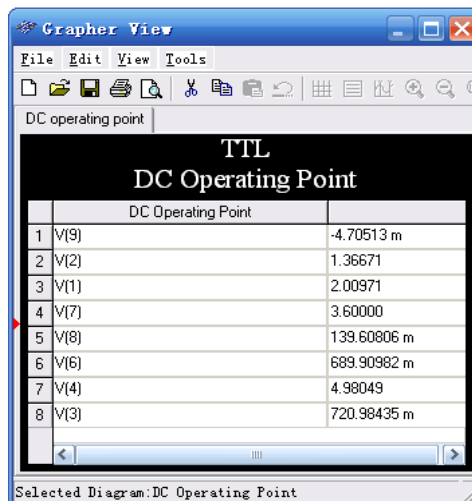 Grapher View
File Edit View Tools
DC operating point
TTL
DC Operating Point
DC Operating Point
1 V(9) -4.70513 m
2 V(2) 1.36671
3 V(1) 2.00971
4 V(7) 3.60000
5 V(8) 139.60806 m
6 V(6) 689.90982 m
7 V(4) 4.98049
8 V(3) 720.98435 m
Selected Diagram:DC Operating Point